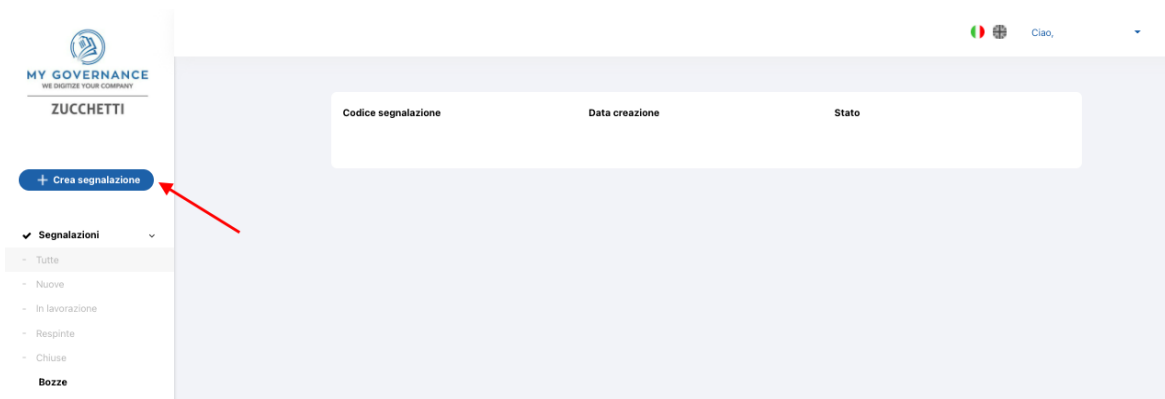 Ciao,
MY GOVERNANCE
WE DIGITIZE YOUR COMPANY
ZUCCHETTI
Codice segnalazione Data creazione Stato
Crea segnalazione
Segnalazioni
- Tutte
- Nuove
- In lavorazione
- Respinte
- Chiuse
Bozze